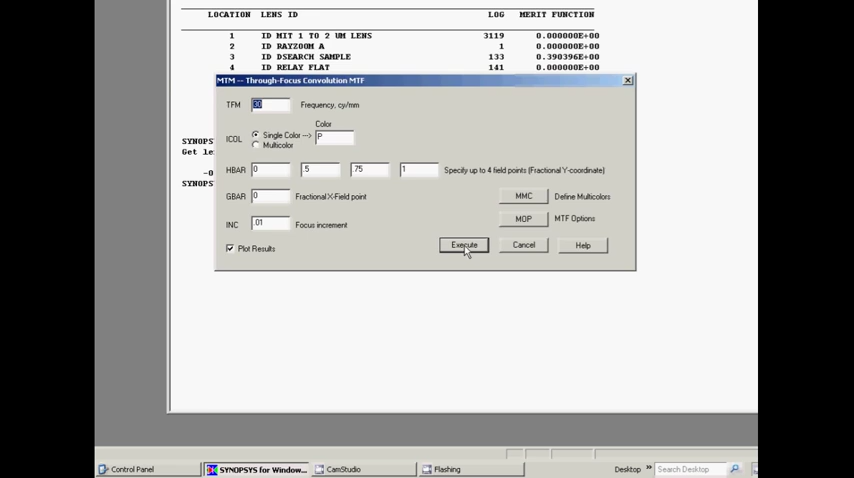 LOCATION LENS ID LOG MERIT FUNCTION
1 ID MIT 1 TO 2 UM LENS 3119 0.000000E+00
2 ID RAYZOOM A 1 0.000000E+00
3 ID DSEARCH SAMPLE 133 0.390396E+00
4 ID RELAY FLAT 141 0.000000E+00
MTM -- Through-Focus Convolution MTF
TFM 30 Frequency, cy/mm
Color
ICOL Single Color ---> P
Multicolor
HBAR 0 .5 .75 1 Specify up to 4 field points (Fractional Y-coordinate)
GBAR 0 Fractional X-Field point MMC Define Multicolors
INC .01 Focus increment MOP MTF Options
Plot Results Execute Cancel Help
SYNOPS
Get le
-0
SYNOPS
Control Panel SYNOPSYS for Window... CamStudio Flashing Desktop » Search Desktop